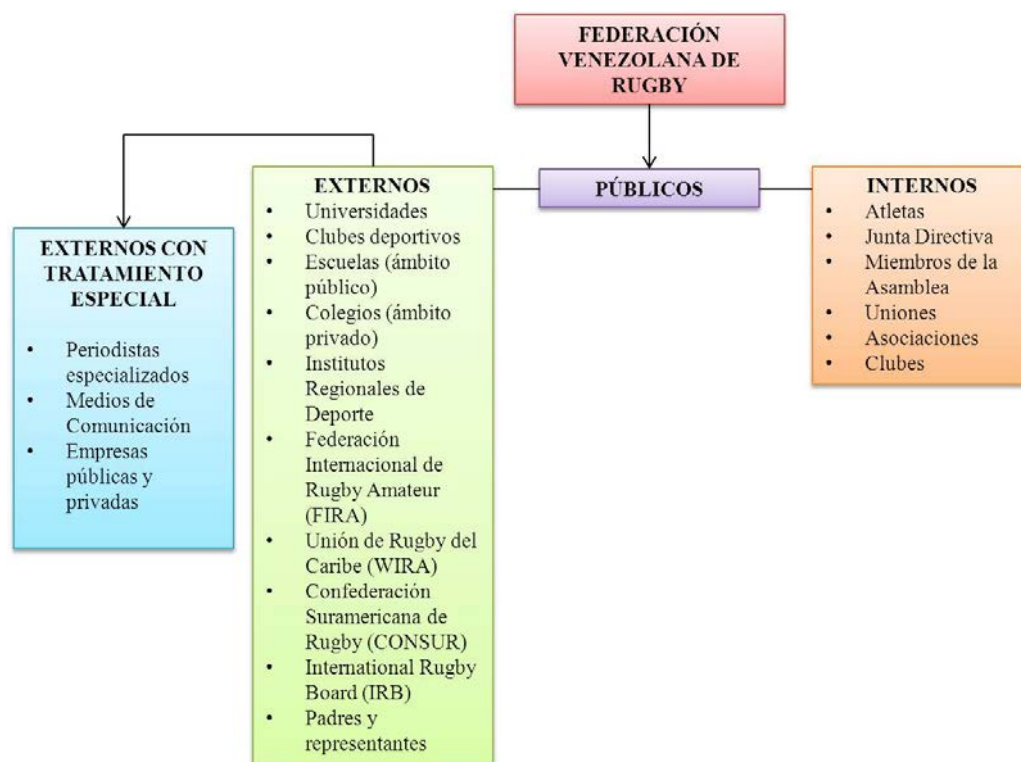 FEDERACIÓN
VENEZOLANA DE
RUGBY
PÚBLICOS
EXTERNOS CON
TRATAMIENTO
ESPECIAL
• Periodistas
especializados
• Medios de
Comunicación
• Empresas
públicas y
privadas
EXTERNOS
• Universidades
• Clubes deportivos
• Escuelas (ámbito
público)
• Colegios (ámbito
privado)
• Institutos
Regionales de
Deporte
• Federación
Internacional de
Rugby Amateur
(FIRA)
• Unión de Rugby del
Caribe (WIRA)
• Confederación
Suramericana de
Rugby (CONSUR)
• International Rugby
Board (IRB)
• Padres y
representantes
INTERNOS
• Atletas
• Junta Directiva
• Miembros de la
Asamblea
• Uniones
• Asociaciones
• Clubes